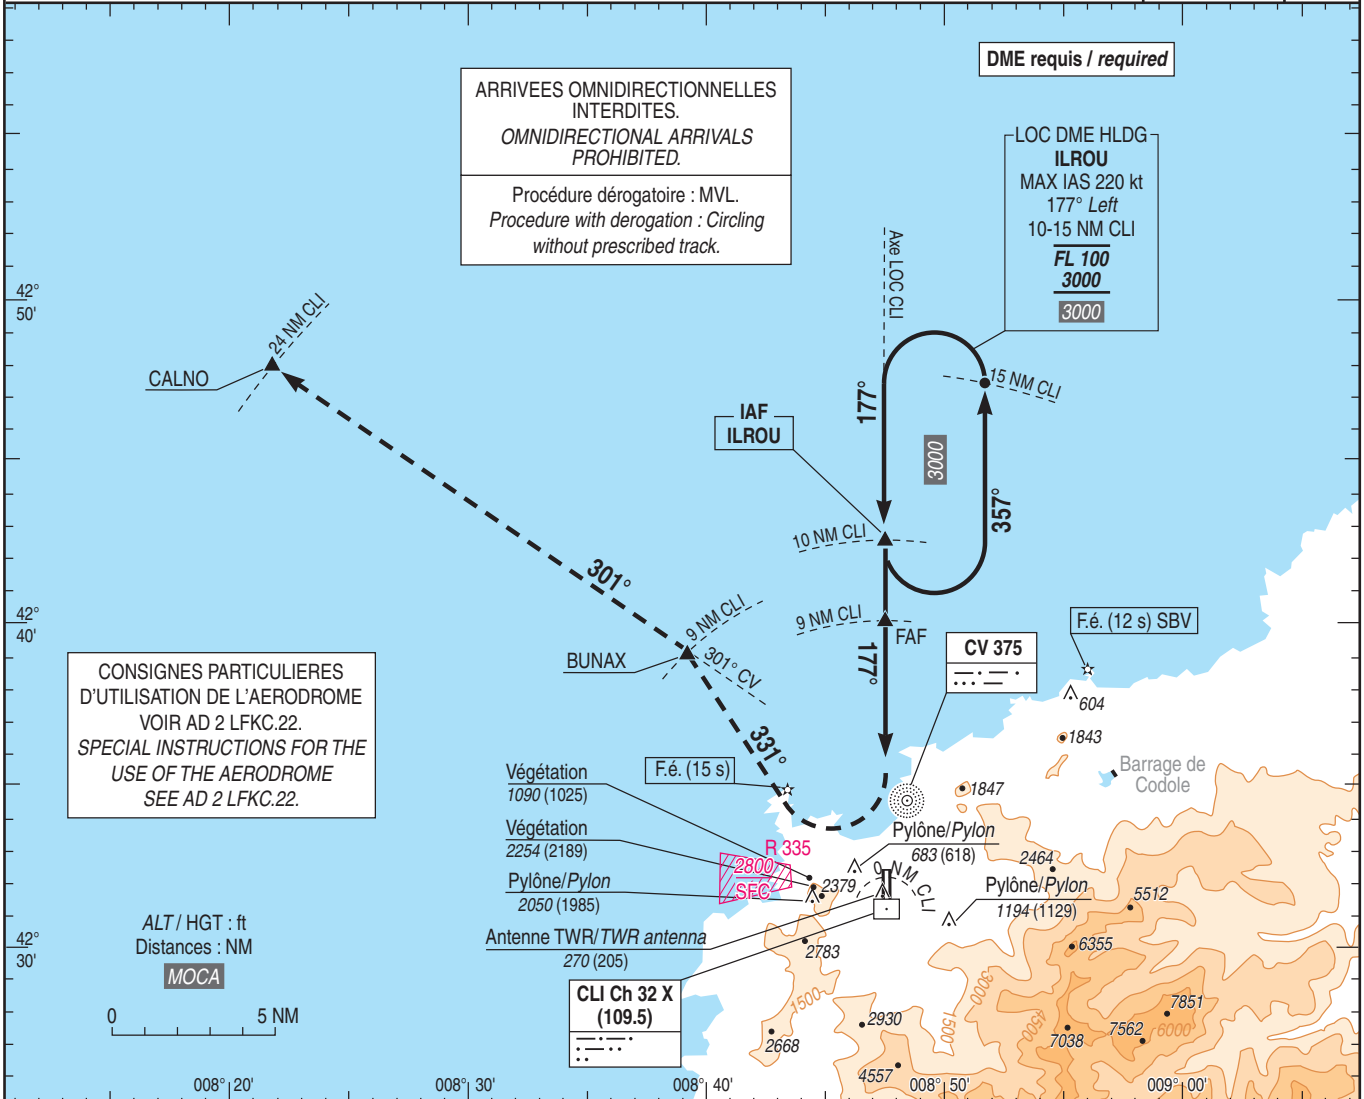 DME requis / required
ARRIVEES OMNIDIRECTIONNELLES
INTERDITES.
OMNIDIRECTIONAL ARRIVALS
PROHIBITED.
Procédure dérogatoire : MVL.
Procedure with derogation : Circling
without prescribed track.
LOC DME HLDG
ILROU
MAX IAS 220 kt
177° Left
10-15 NM CLI
FL 100
3000
3000
Axe LOC CLI
42°
50'
24 NM CLI
CALNO
15 NM CLI
177°
IAF
ILROU
3000
357°
10 NM CLI
301°
9 NM CLI
FAF
42°
40'
9 NM CLI
BUNAX
301° CV
177°
F.é. (12 s) SBV
CV 375
604
1843
CONSIGNES PARTICULIERES
D'UTILISATION DE L'AERODROME
VOIR AD 2 LFKC.22.
SPECIAL INSTRUCTIONS FOR THE
USE OF THE AERODROME
SEE AD 2 LFKC.22.
331°
F.é. (15 s)
Végétation
1090 (1025)
Barrage de
Codole
1847
Végétation
2254 (2189)
Pylône/Pylon
683 (618)
R 335
2800
SFC
2464
0 NM CLI
Pylône/Pylon
2050 (1985)
2379
Pylône/Pylon
1194 (1129)
5512
ALT / HGT : ft
Distances : NM
MOCA
Antenne TWR/TWR antenna
270 (205)
2783
6355
42°
30'
0
5 NM
CLI Ch 32 X
(109.5)
1500
3000
1500
4500
6000
2930
2668
4557
7851
7562
7038
008° 20'
008° 30'
008° 40'
008° 50'
009° 00'